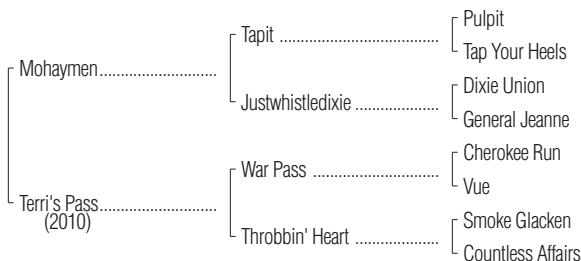 Pulpit
Tapit ........................................
Tap Your Heels
Mohaymen.............................
Dixie Union
Justwhistledixie .....................
General Jeanne
Cherokee Run
War Pass ................................
Vue
Terri's Pass.............................
(2010)
Smoke Glacken
Throbbin' Heart .....................
Countless Affairs